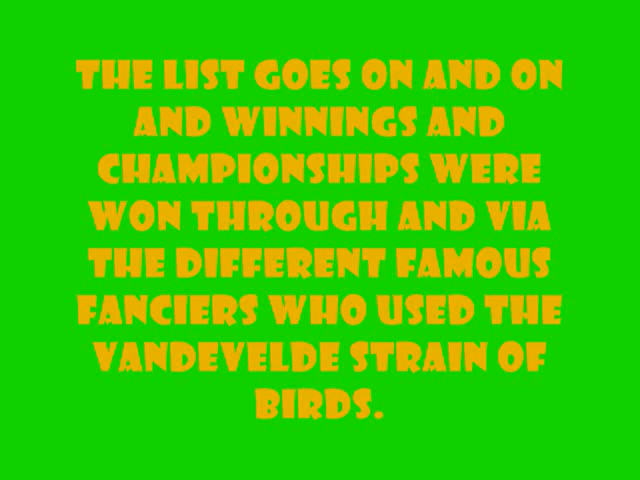 THE LIST GOES ON AND ON
AND WINNINGS AND
CHAMPIONSHIPS WERE
WON THROUGH AND VIA
THE DIFFERENT FAMOUS
FANCIERS WHO USED THE
VANDEVELDE STRAIN OF
BIRDS.